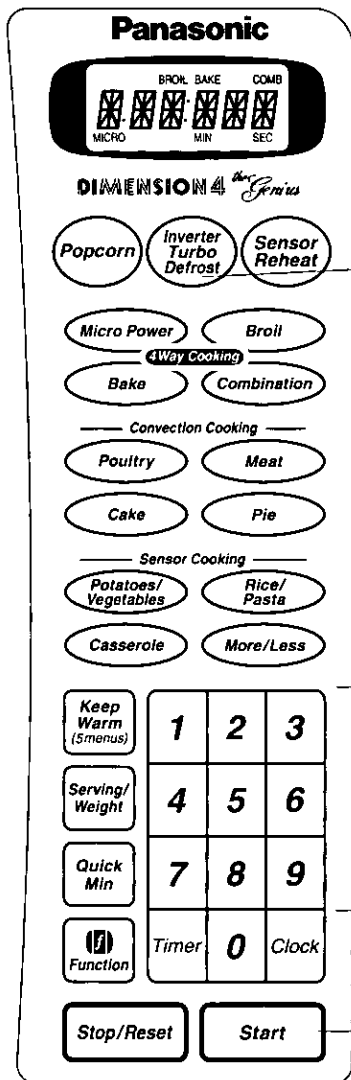 Panasonic
BROIL BAKE COMB
MICRO MIN SEC
DIMENSION 4 the Genius
Popcorn
Inverter
Turbo
Defrost
Sensor
Reheat
Micro Power
Broil
4Way Cooking
Bake
Combination
Convection Cooking
Poultry
Meat
Cake
Pie
Sensor Cooking
Potatoes/
Vegetables
Rice/
Pasta
Casserole
More/Less
Keep
Warm
(5menus)
1 2 3
Serving/
Weight
4 5 6
Quick
Min
7 8 9
f
Function
Timer 0 Clock
Stop/Reset
Start